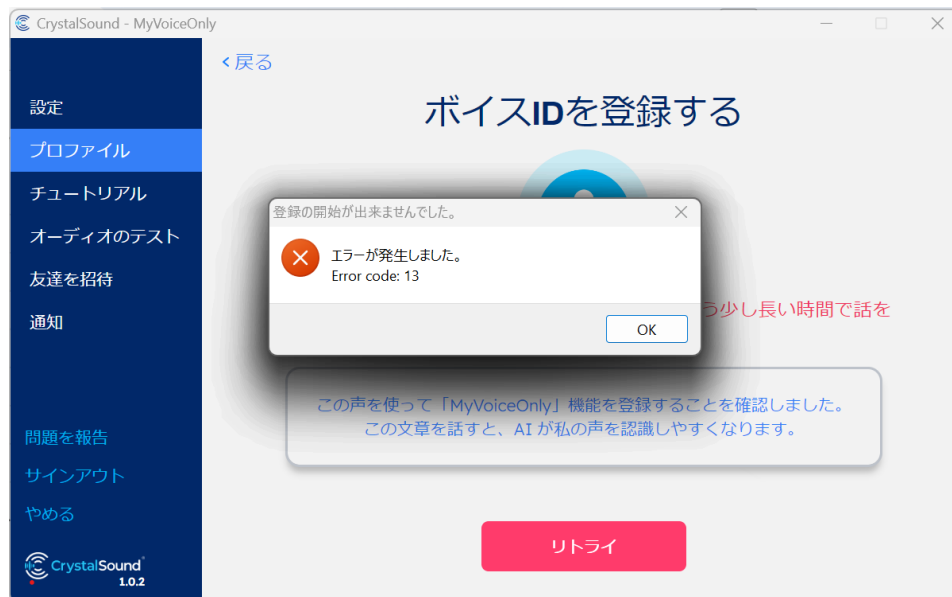 CrystalSound - MyVoiceOnly
戻る
設定
プロファイル
チュートリアル
オーディオのテスト
友達を招待
通知
問題を報告
サインアウト
やめる
CrystalSound
1.0.2
ボイスIDを登録する
登録の開始が出来ませんでした。
エラーが発生しました。
Error code: 13
OK
う少し長い時間で話を
この声を使って「MyVoiceOnly」機能を登録することを確認しました。
この文章を話すと、AI が私の声を認識しやすくなります。
リトライ